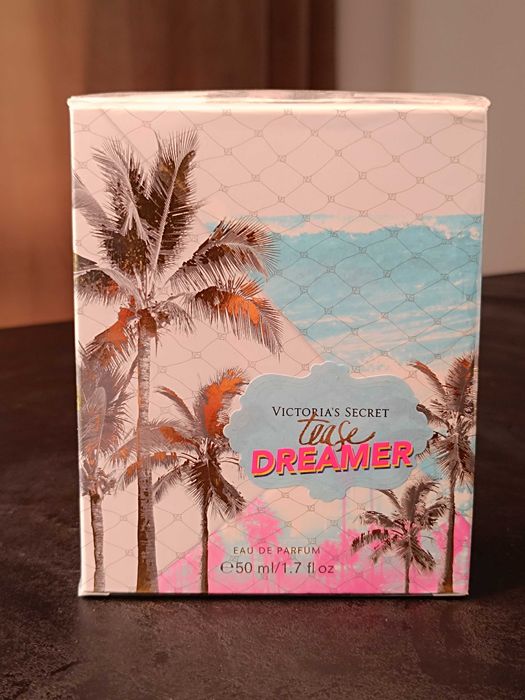 VICTORIA'S SECRET
tease
DREAMER
EAU DE PARFUM
℮50 ml/1.7 fl oz